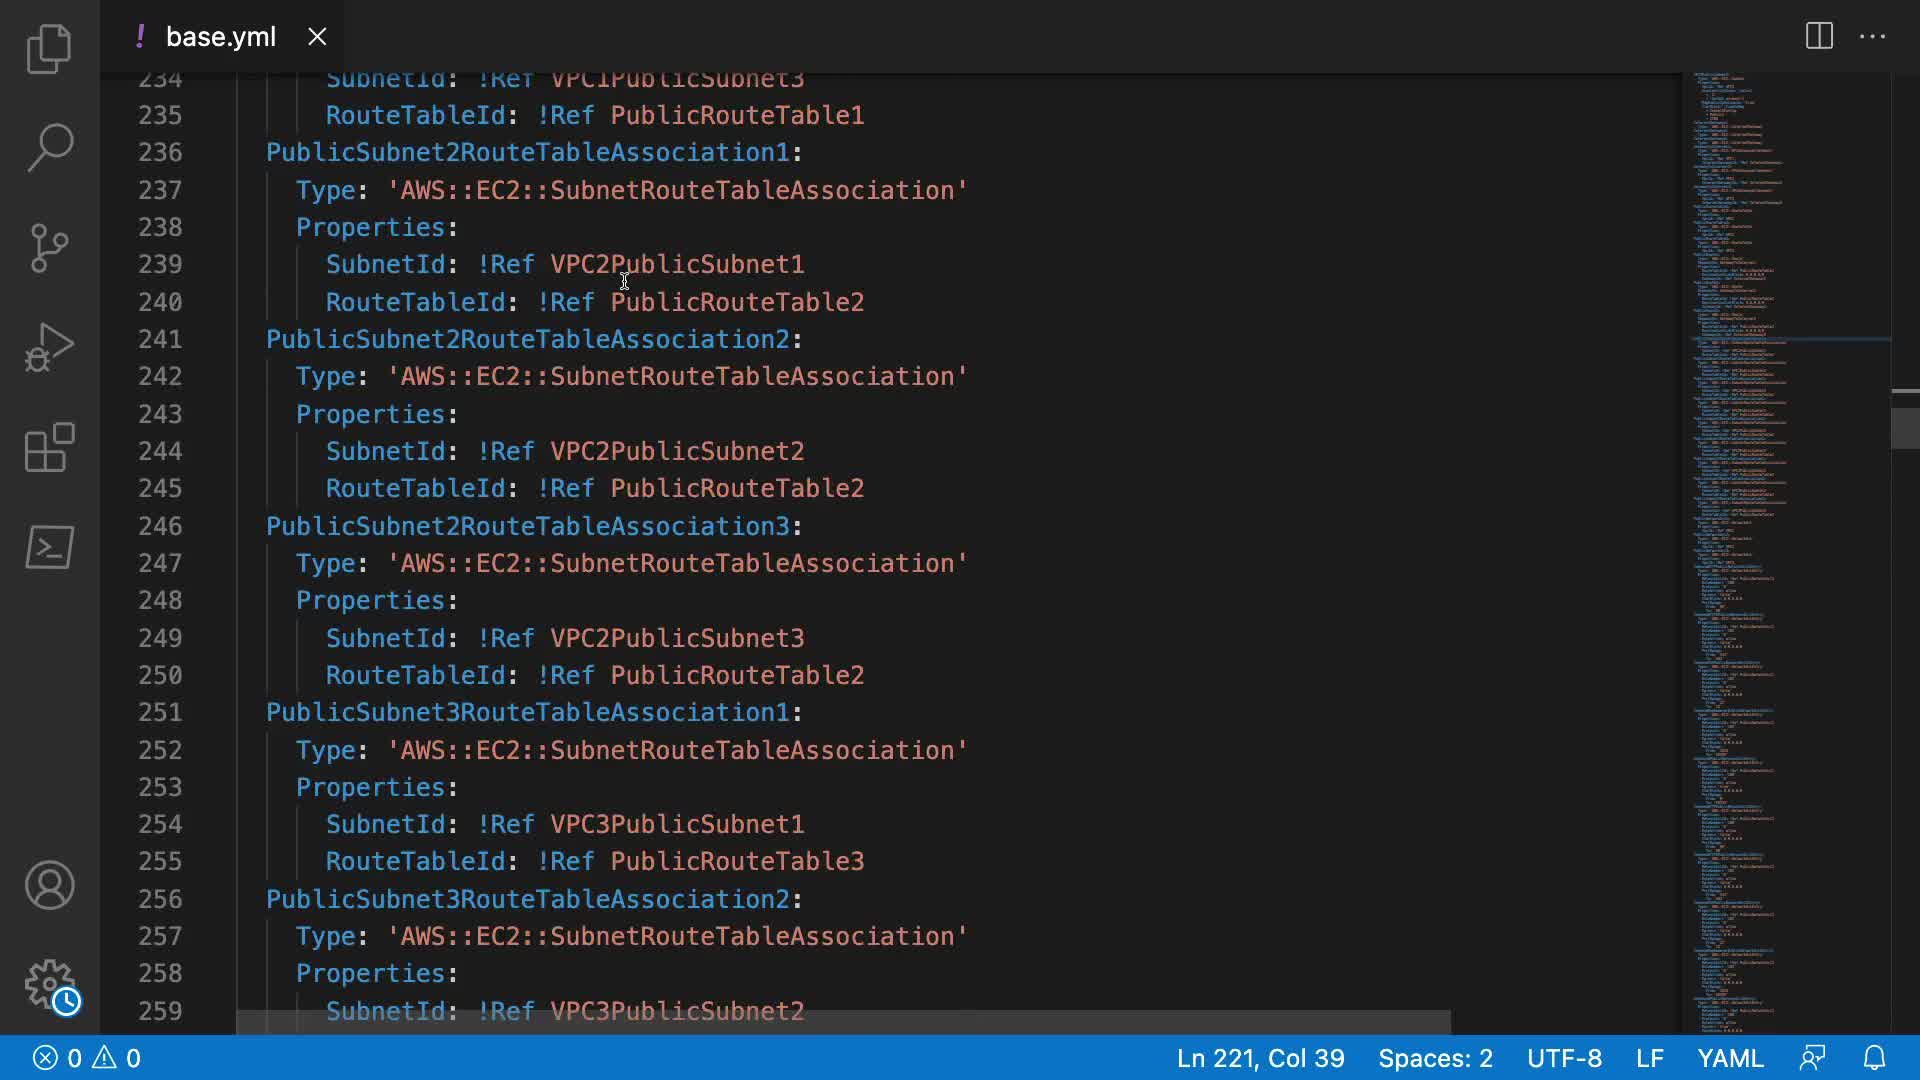 ! base.yml
234 SubnetId: !Ref VPC1PublicSubnet3
235 RouteTableId: !Ref PublicRouteTable1
236 PublicSubnet2RouteTableAssociation1:
237 Type: 'AWS::EC2::SubnetRouteTableAssociation'
238 Properties:
239 SubnetId: !Ref VPC2PublicSubnet1
240 RouteTableId: !Ref PublicRouteTable2
241 PublicSubnet2RouteTableAssociation2:
242 Type: 'AWS::EC2::SubnetRouteTableAssociation'
243 Properties:
244 SubnetId: !Ref VPC2PublicSubnet2
245 RouteTableId: !Ref PublicRouteTable2
246 PublicSubnet2RouteTableAssociation3:
247 Type: 'AWS::EC2::SubnetRouteTableAssociation'
248 Properties:
249 SubnetId: !Ref VPC2PublicSubnet3
250 RouteTableId: !Ref PublicRouteTable2
251 PublicSubnet3RouteTableAssociation1:
252 Type: 'AWS::EC2::SubnetRouteTableAssociation'
253 Properties:
254 SubnetId: !Ref VPC3PublicSubnet1
255 RouteTableId: !Ref PublicRouteTable3
256 PublicSubnet3RouteTableAssociation2:
257 Type: 'AWS::EC2::SubnetRouteTableAssociation'
258 Properties:
259 SubnetId: !Ref VPC3PublicSubnet2
0 0 Ln 221, Col 39 Spaces: 2 UTF-8 LF YAML